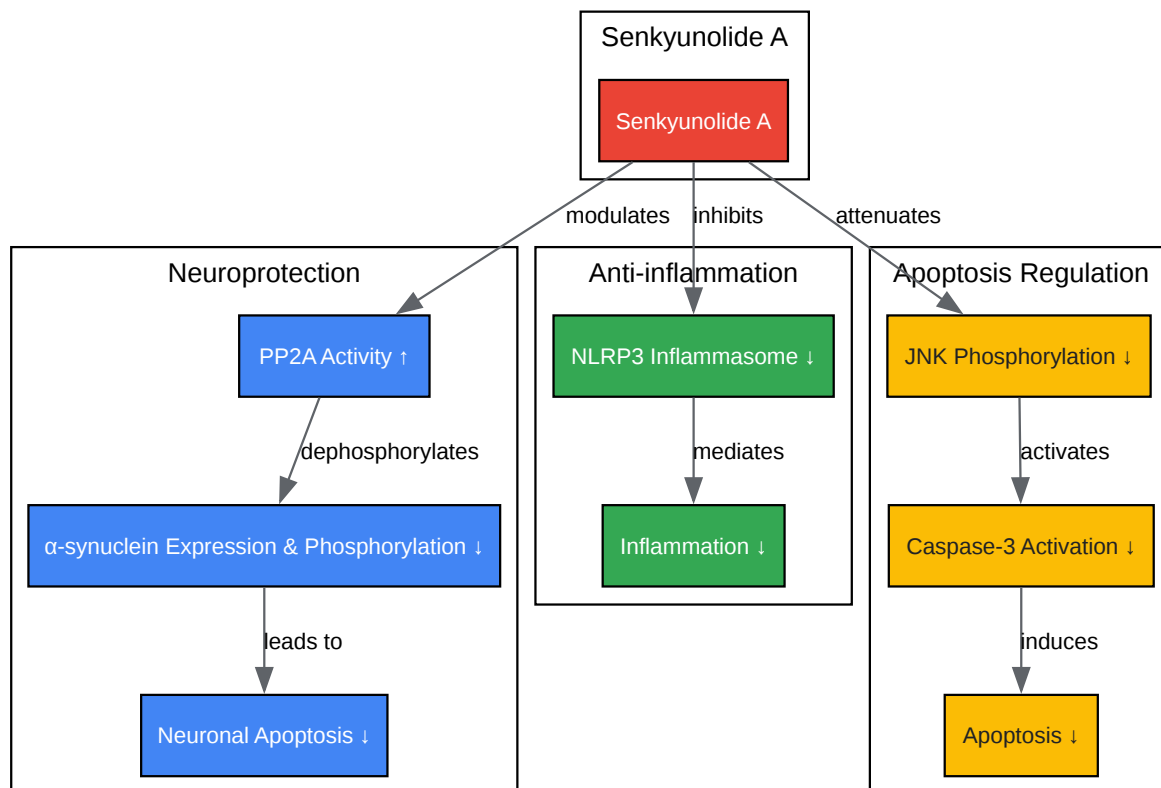 Senkyunolide A
Senkyunolide A
modulates
inhibits
attenuates
Neuroprotection
Anti-inflammation
Apoptosis Regulation
PP2A Activity ↑
NLRP3 Inflammasome ↓
JNK Phosphorylation ↓
dephosphorylates
mediates
activates
α-synuclein Expression & Phosphorylation ↓
Inflammation ↓
Caspase-3 Activation ↓
leads to
induces
Neuronal Apoptosis ↓
Apoptosis ↓